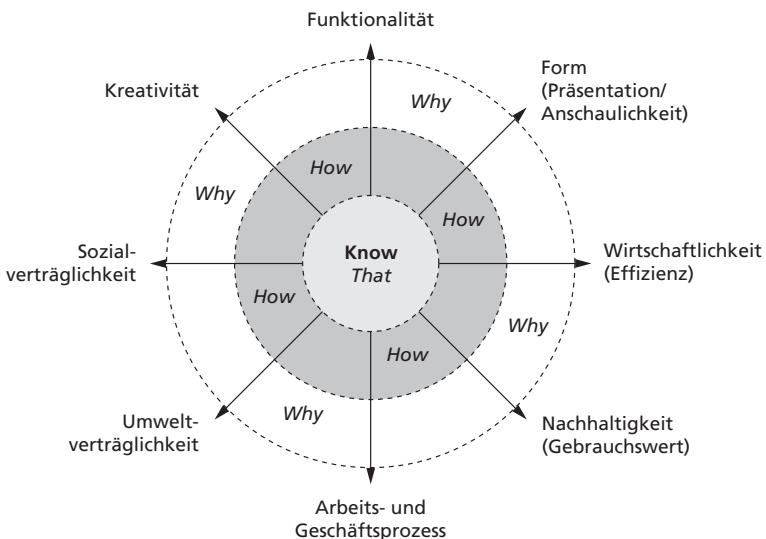 Funktionalität
Form
(Präsentation/
Anschaulichkeit)
Kreativität
Why
How
Why
How
Know
That
Sozial-
verträglichkeit
Wirtschaftlichkeit
(Effizienz)
How
Why
How
Why
Umwelt-
verträglichkeit
Nachhaltigkeit
(Gebrauchswert)
Arbeits- und
Geschäftsprozess